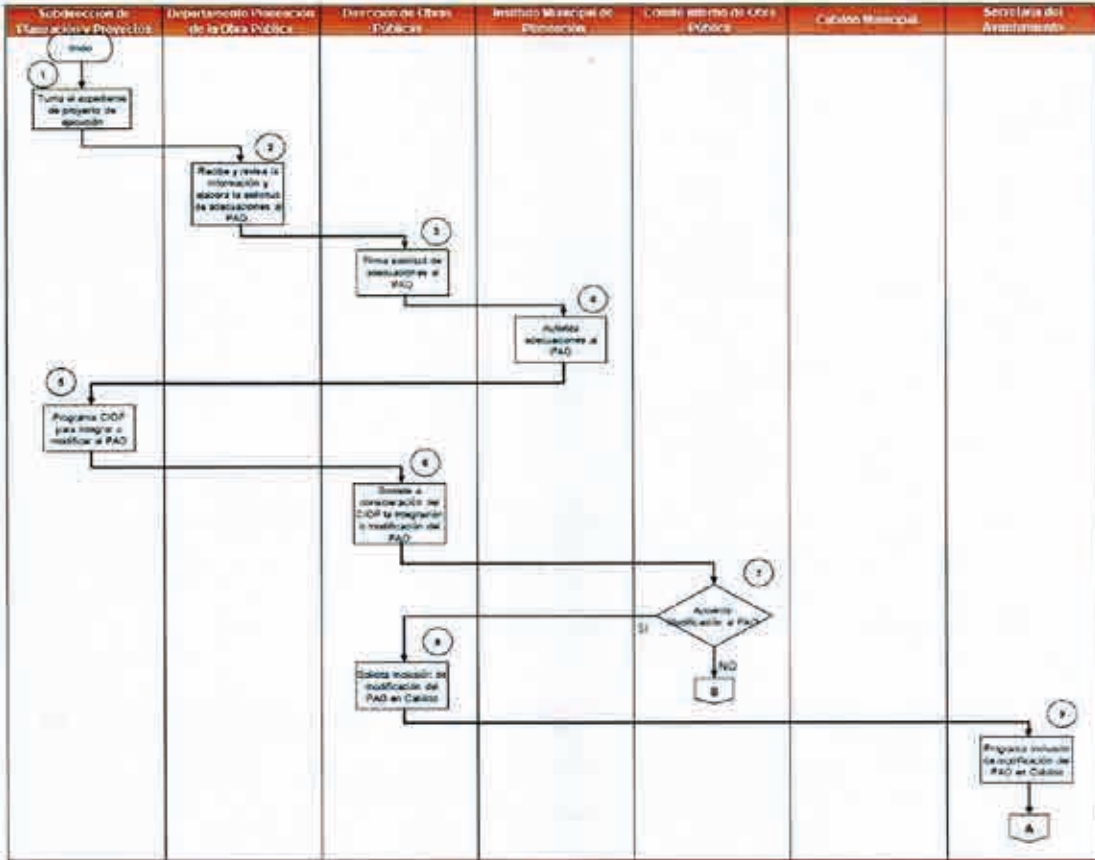 Subdirección de
Planeación y Proyectos
Departamento Planeación
de la Obra Pública
Dirección de Obras
Públicas
Instituto Municipal de
Planeación
Comité Interno de Obra
Pública
Cabildo Municipal
Secretaría del
Ayuntamiento
Inicio
1
Turna el expediente
de proyecto de
ejecución
2
Recibe y revisa la
información y
elabora la solicitud
de adecuaciones al
PAO
3
Firma solicitud de
adecuaciones al
PAO
4
Autoriza
adecuaciones al
PAO
5
Programa CIOP
para integrar o
modificar el PAO
6
Somete a
consideración del
CIOP la integración
o modificación del
PAO
7
modificación al PAO
SI
NO
B
8
Solicita inclusión de
modificación del
PAO en Cabildo
9
Programa inclusión
de modificación del
PAO en Cabildo
A